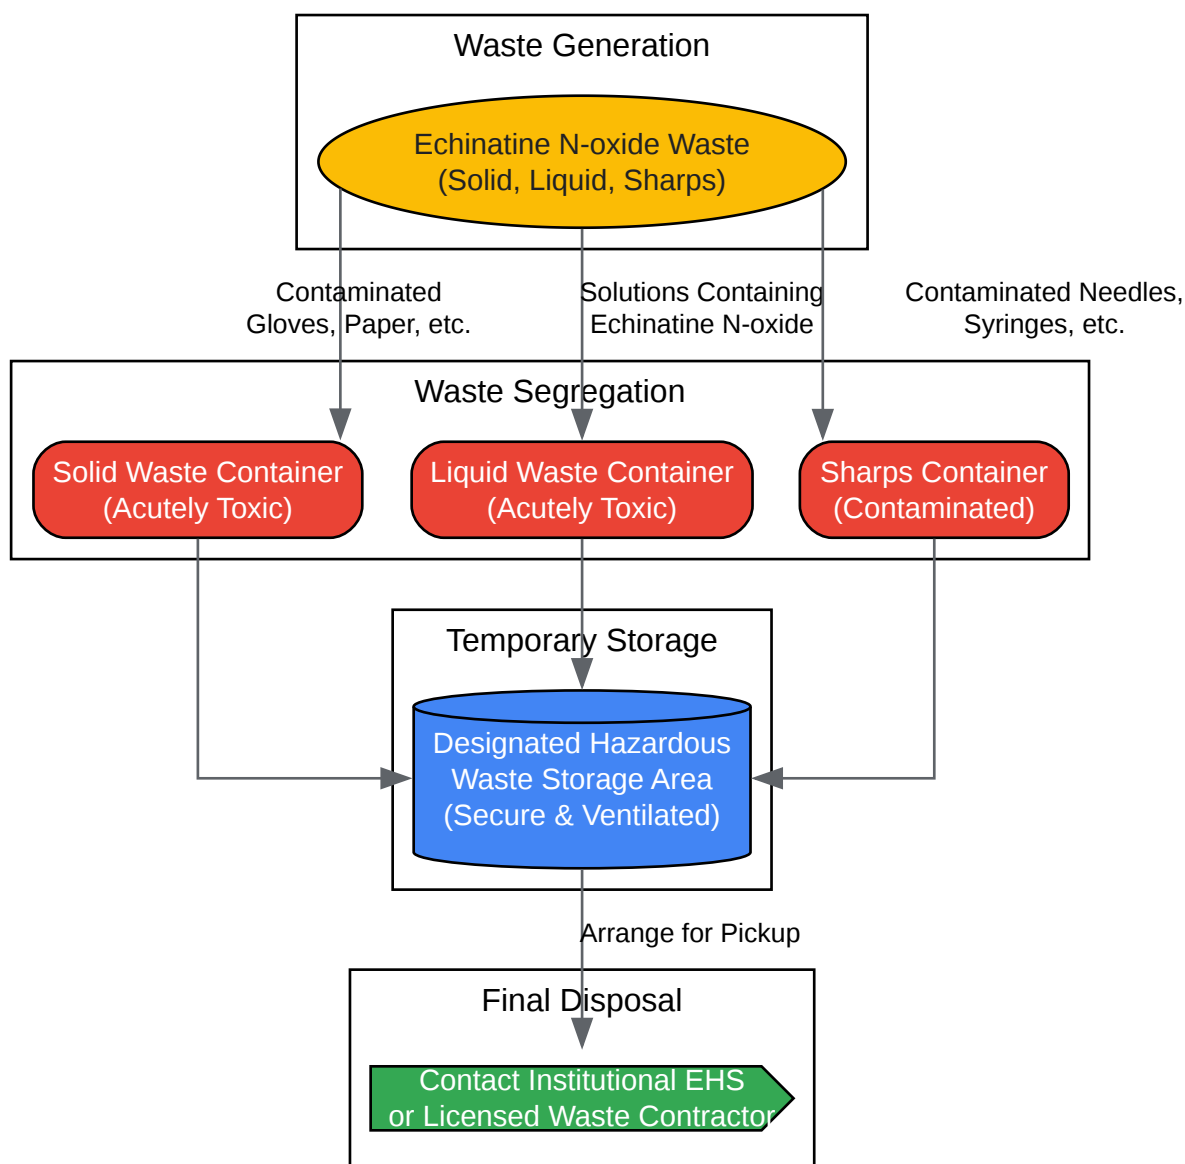 Waste Generation
Echinatine N-oxide Waste
(Solid, Liquid, Sharps)
Contaminated
Gloves, Paper, etc.
Solutions Containing
Echinatine N-oxide
Contaminated Needles,
Syringes, etc.
Waste Segregation
Solid Waste Container
(Acutely Toxic)
Liquid Waste Container
(Acutely Toxic)
Sharps Container
(Contaminated)
Temporary Storage
Designated Hazardous
Waste Storage Area
(Secure & Ventilated)
Arrange for Pickup
Final Disposal
Contact Institutional EHS
or Licensed Waste Contractor